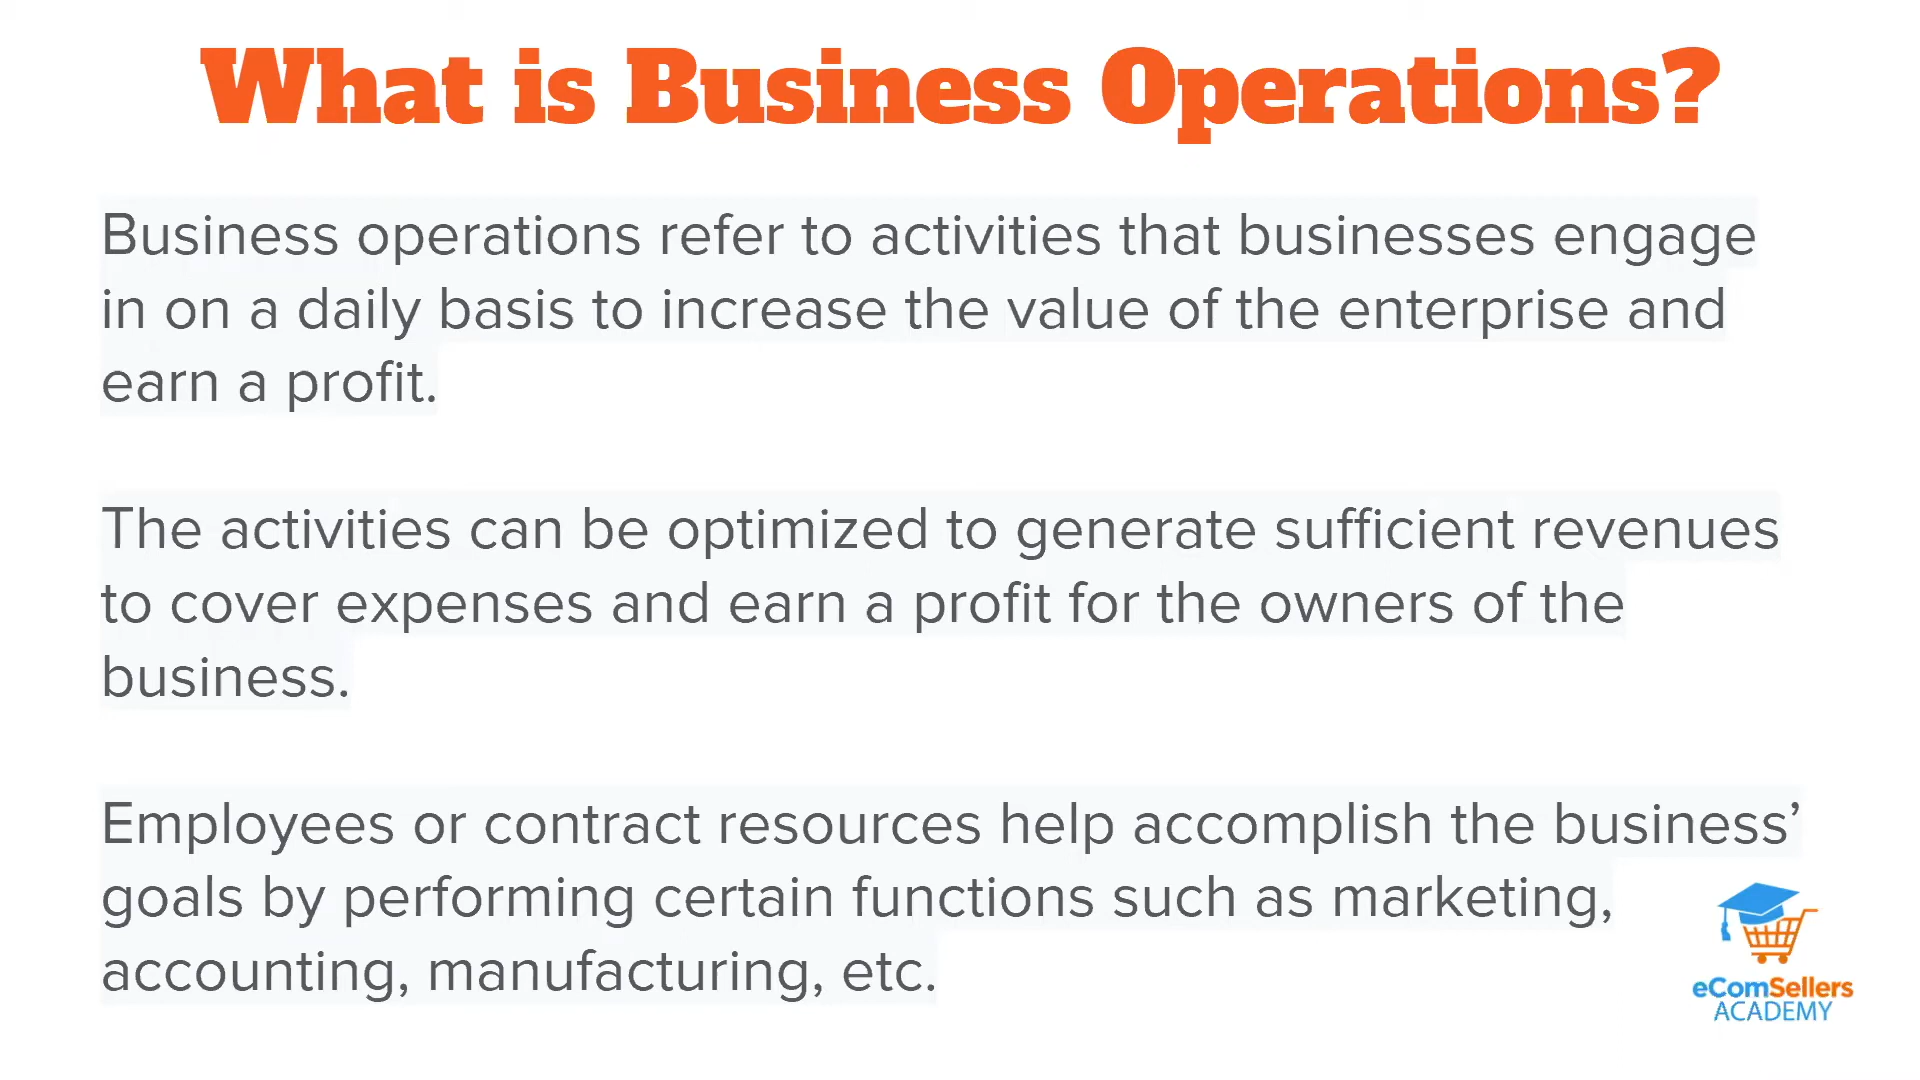 What is Business Operations?
Business operations refer to activities that businesses engage
in on a daily basis to increase the value of the enterprise and
earn a profit.
The activities can be optimized to generate sufficient revenues
to cover expenses and earn a profit for the owners of the
business.
Employees or contract resources help accomplish the business’
goals by performing certain functions such as marketing,
accounting, manufacturing, etc.
eComSellers
ACADEMY